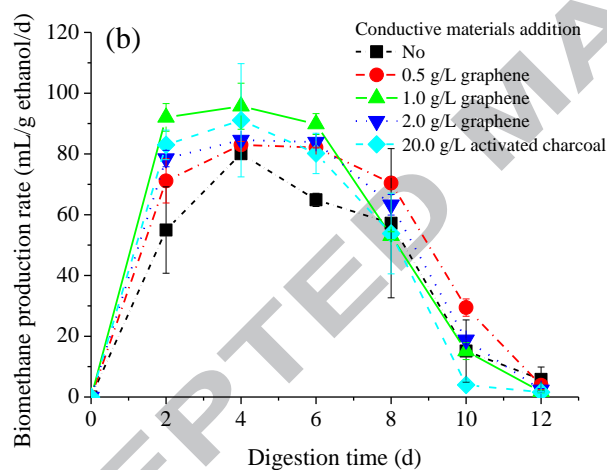 (b)
Conductive materials addition
No
0.5 g/L graphene
1.0 g/L graphene
2.0 g/L graphene
20.0 g/L activated charcoal
Biomethane production rate (mL/g ethanol/d)
120
100
80
60
40
20
0
0 2 4 6 8 10 12
Digestion time (d)
EPTED MA